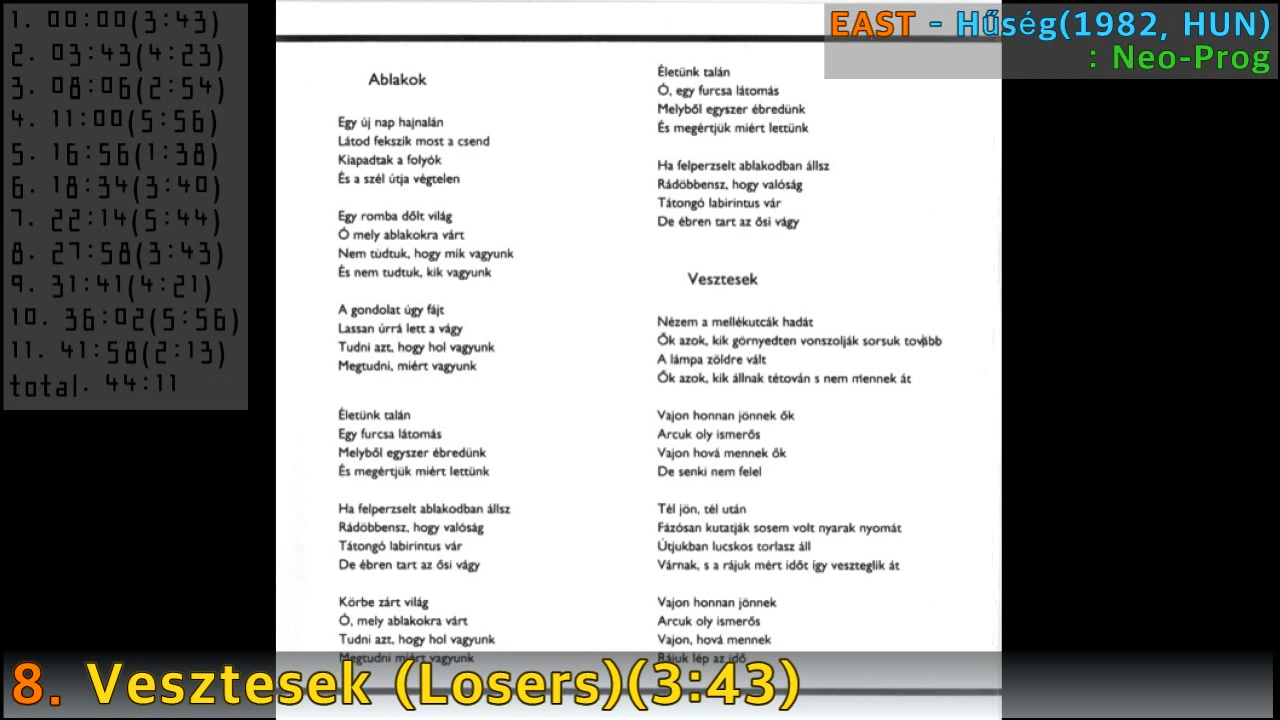 1. 00:00(3:43)
2. 03:43(4:23)
3. 08:06(2:54)
4. 11:00(5:56)
5. 16:56(1:38)
6. 18:34(3:40)
7. 22:14(5:44)
8. 27:58(3:43)
9. 31:41(4:21)
10. 36:02(5:56)
11. 41:58(2:13)
total. 44:11
EAST - Hűség(1982, HUN)
: Neo-Prog
Ablakok
Egy új nap hajnalán
Látod fekszik most a csend
Kiapadtak a folyók
És a szél útja végtelen
Egy romba dőlt világ
Ó mely ablakokra várt
Nem tudtuk, hogy mik vagyunk
És nem tudtuk, kik vagyunk
A gondolat úgy fájt
Lassan úrrá lett a vágy
Tudni azt, hogy hol vagyunk
Megtudni, miért vagyunk
Életünk talán
Egy furcsa látomás
Melyből egyszer ébredünk
És megértjük miért lettünk
Ha felperzselt ablakodban állsz
Rádöbbensz, hogy valóság
Tátongó labirintus vár
De ébren tart az ősi vágy
Körbe zárt világ
Ó, mely ablakokra várt
Tudni azt, hogy hol vagyunk
Megtudni miért vagyunk
Életünk talán
Ó, egy furcsa látomás
Melyből egyszer ébredünk
És megértjük miért lettünk
Ha felperzselt ablakodban állsz
Rádöbbensz, hogy valóság
Tátongó labirintus vár
De ébren tart az ősi vágy
Vesztesek
Nézem a mellékutcák hadát
Ők azok, kik görnyedten vonszolják sorsuk tovább
A lámpa zöldre vált
Ők azok, kik állnak tétován s nem mennek át
Vajon honnan jönnek ők
Arcuk oly ismerős
Vajon hová mennek ők
De senki nem felel
Tél jön, tél után
Fázósan kutatják sosem volt nyarak nyomát
Útjukban lucskos torlasz áll
Várnak, s a rájuk mért időt így veszteglik át
Vajon honnan jönnek
Arcuk oly ismerős
Vajon, hová mennek
Rájuk lép az idő
8. Vesztesek (Losers)(3:43)